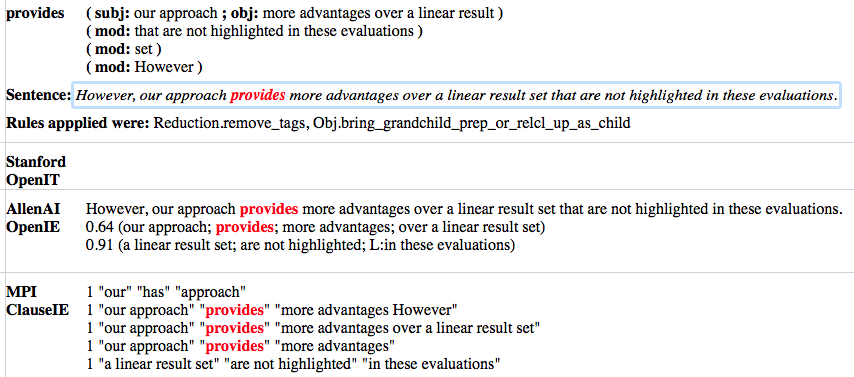 provides ( subj: our approach ; obj: more advantages over a linear result )
( mod: that are not highlighted in these evaluations )
( mod: set )
( mod: However )
Sentence: However, our approach provides more advantages over a linear result set that are not highlighted in these evaluations.
Rules appplied were: Reduction.remove_tags, Obj.bring_grandchild_prep_or_relcl_up_as_child
Stanford
OpenIT
AllenAI However, our approach provides more advantages over a linear result set that are not highlighted in these evaluations.
OpenIE 0.64 (our approach; provides; more advantages; over a linear result set)
0.91 (a linear result set; are not highlighted; L:in these evaluations)
MPI 1 "our" "has" "approach"
ClauseIE 1 "our approach" "provides" "more advantages However"
1 "our approach" "provides" "more advantages over a linear result set"
1 "our approach" "provides" "more advantages"
1 "a linear result set" "are not highlighted" "in these evaluations"